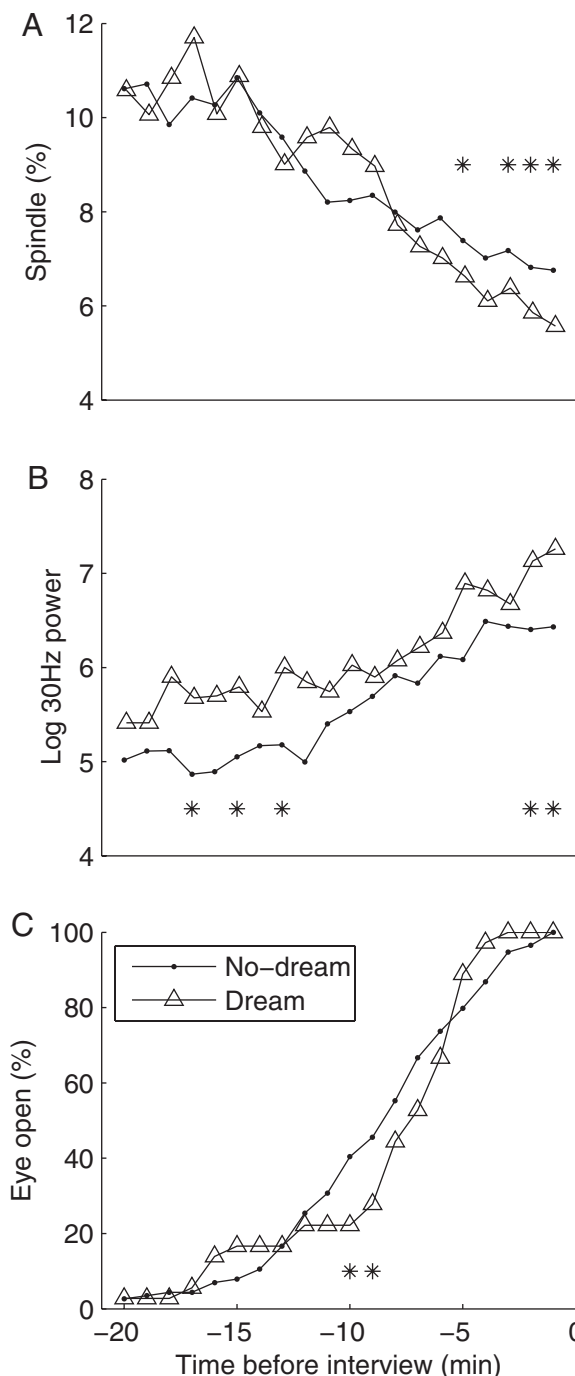 A
12
10
8
6
4
Spindle (%)
B
8
7
6
5
4
Log 30Hz power
C
100
80
60
40
20
0
Eye open (%)
No−dream
Dream
−20 −15 −10 −5 0
Time before interview (min)